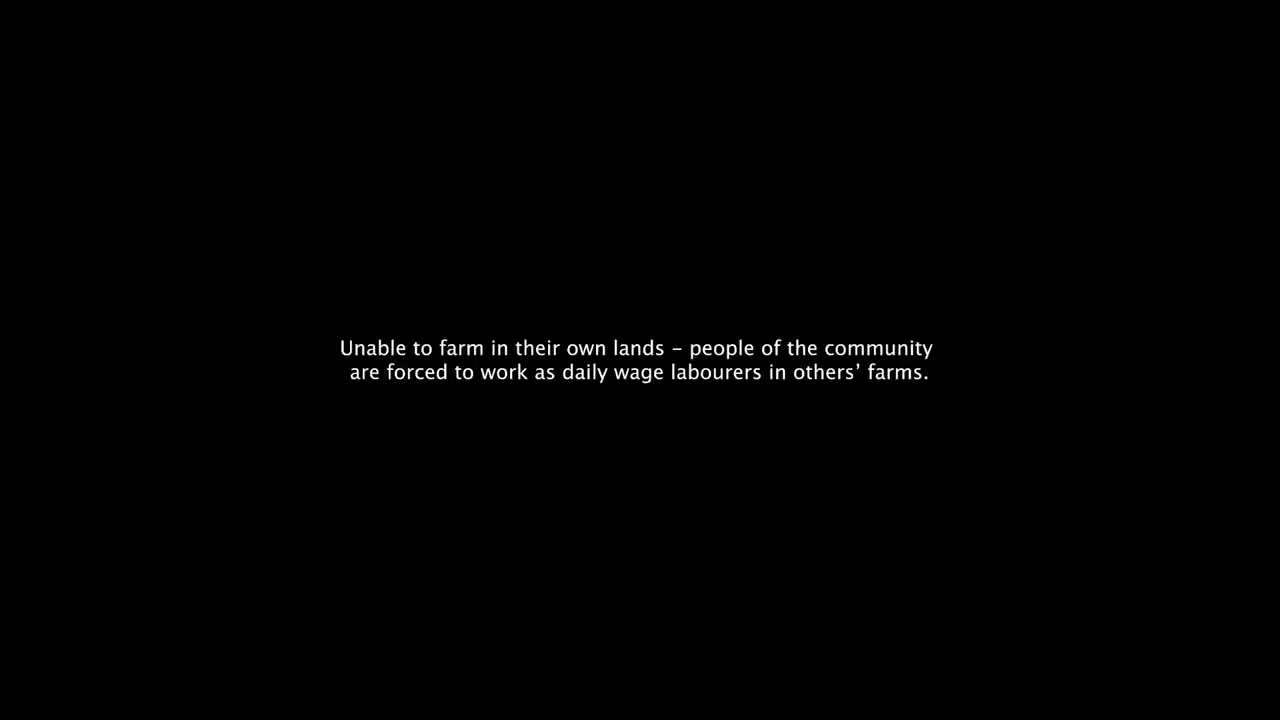 Unable to farm in their own lands – people of the community
are forced to work as daily wage labourers in others’ farms.